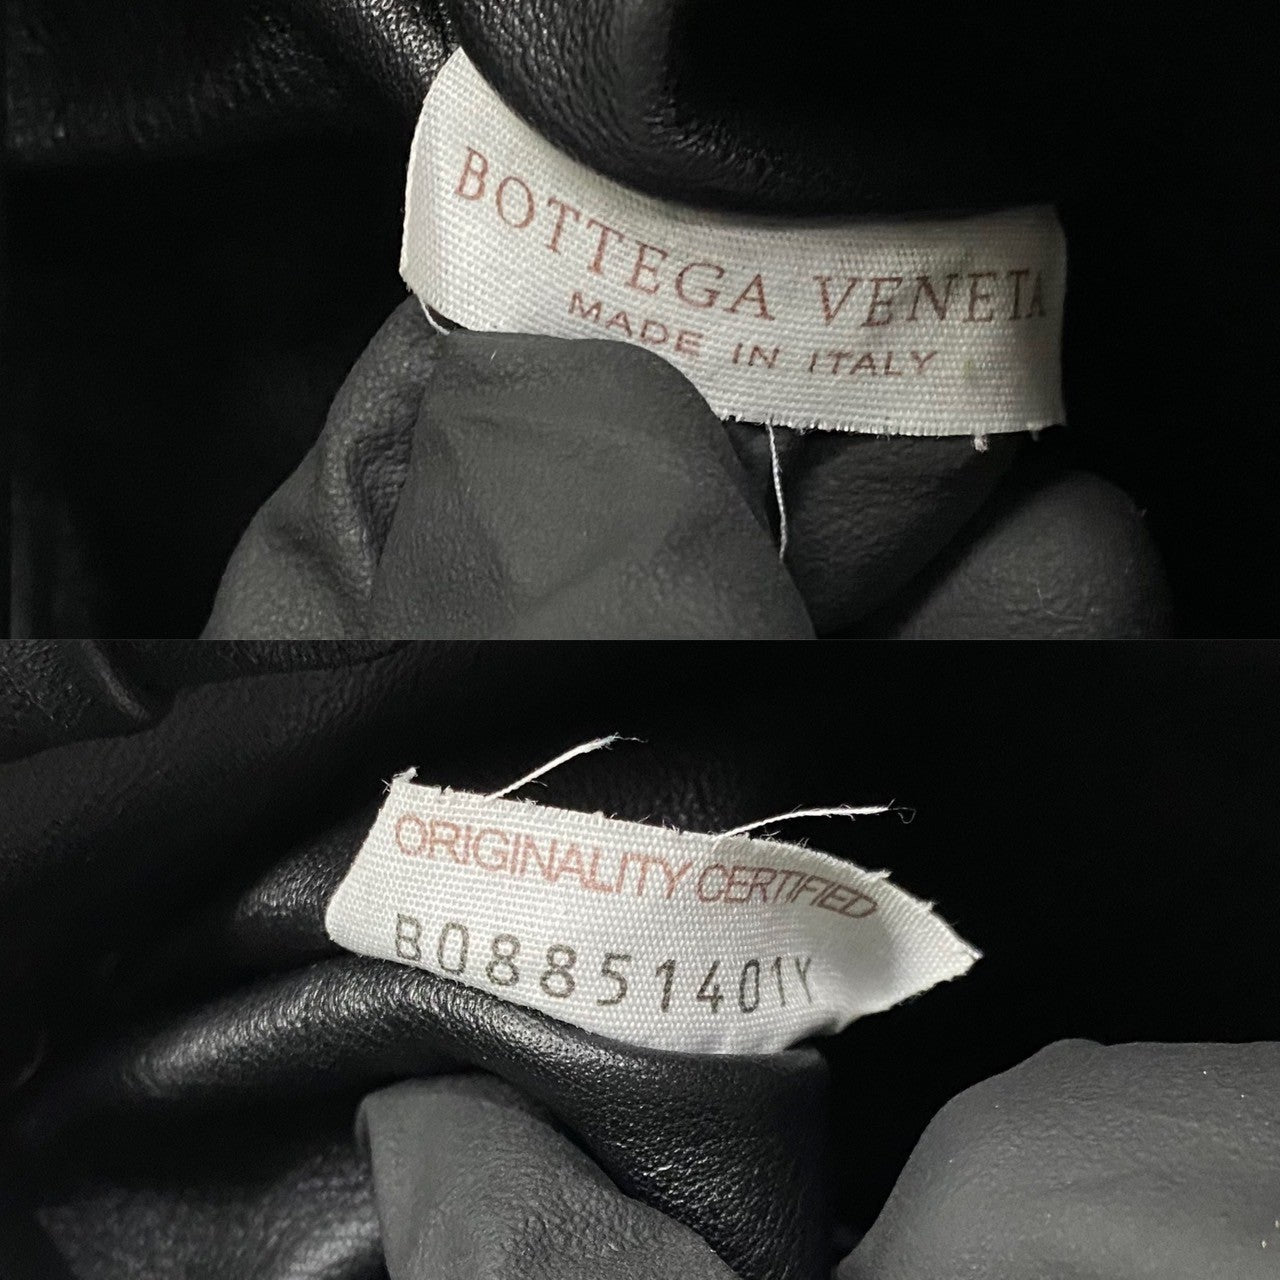 BOTTEGA VENETA
MADE IN ITALY
ORIGINALITY CERTIFIED
B08851401Y